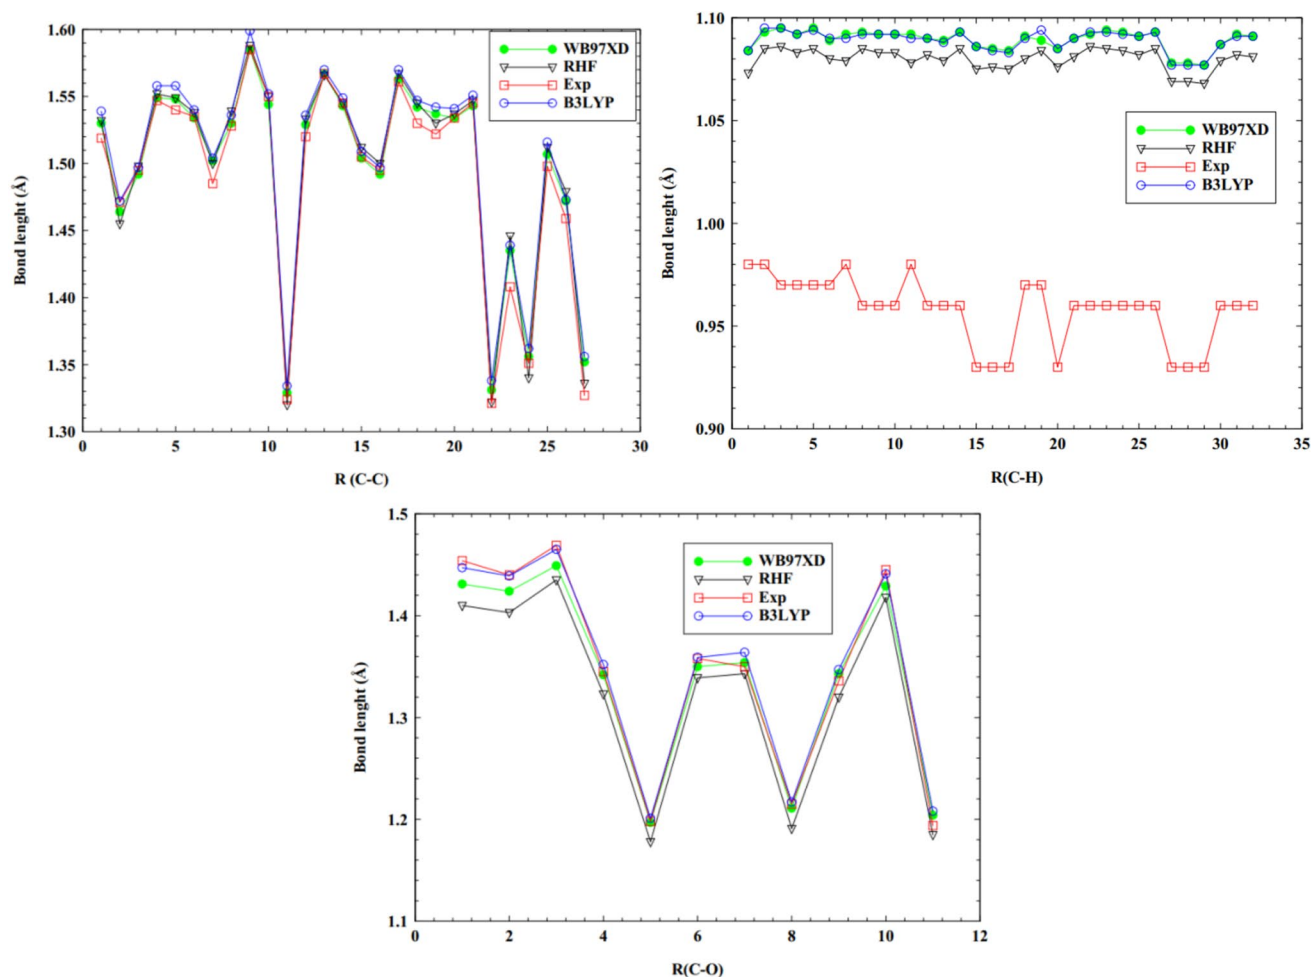 1.60
1.55
1.50
1.45
1.40
1.35
1.30
Bond lenght (Å)
0 5 10 15 20 25 30
R (C-C)
WB97XD
RHF
Exp
B3LYP
1.10
1.05
1.00
0.95
0.90
Bond lenght (Å)
0 5 10 15 20 25 30 35
R(C-H)
WB97XD
RHF
Exp
B3LYP
1.5
1.4
1.3
1.2
1.1
Bond lenght (Å)
0 2 4 6 8 10 12
R(C-O)
WB97XD
RHF
Exp
B3LYP